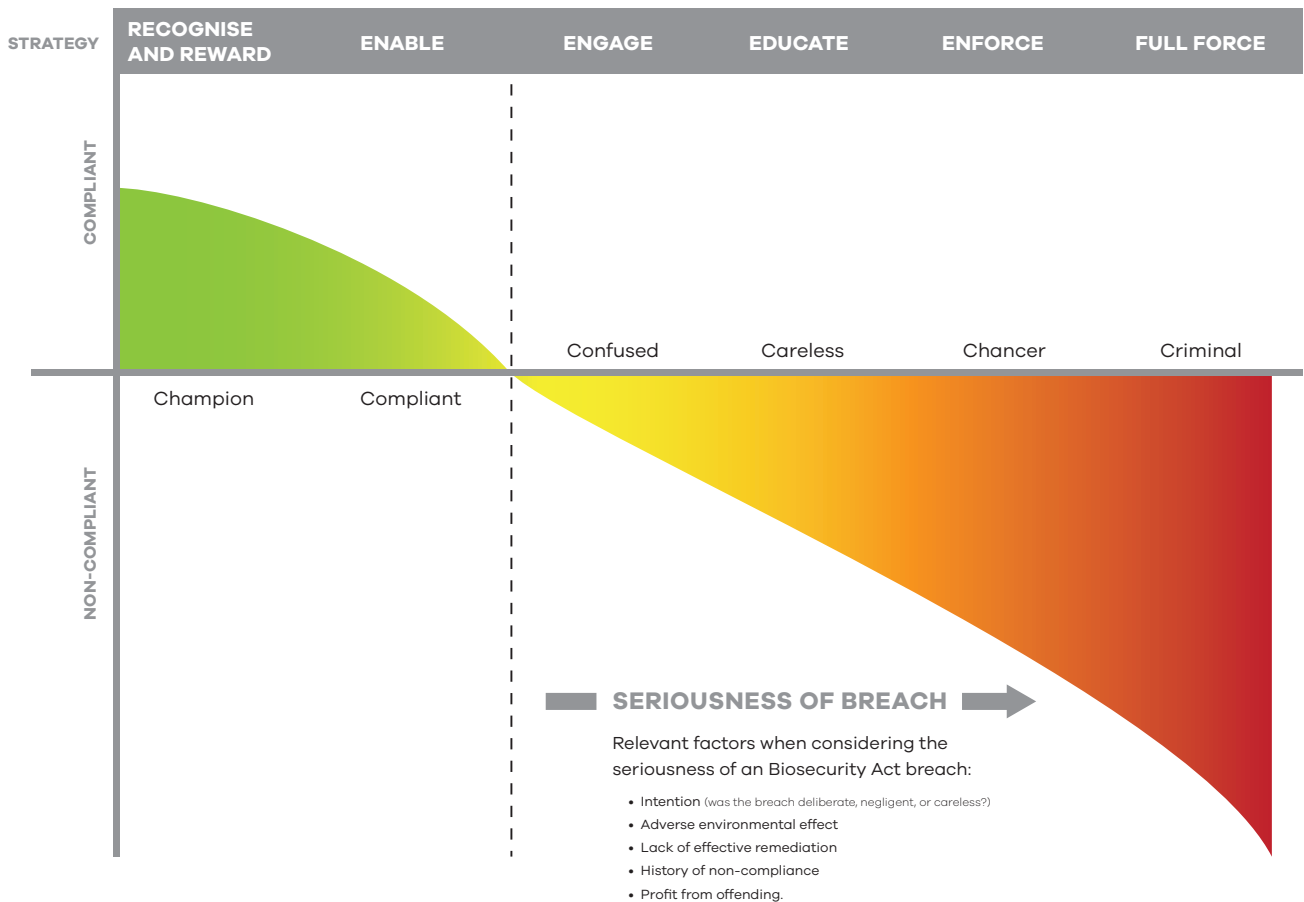 STRATEGY
RECOGNISE
AND REWARD
ENABLE
ENGAGE
EDUCATE
ENFORCE
FULL FORCE
COMPLIANT
Confused
Careless
Chancer
Criminal
Champion
Compliant
NON-COMPLIANT
SERIOUSNESS OF BREACH
Relevant factors when considering the
seriousness of an Biosecurity Act breach:
• Intention (was the breach deliberate, negligent, or careless?)
• Adverse environmental effect
• Lack of effective remediation
• History of non-compliance
• Profit from offending.